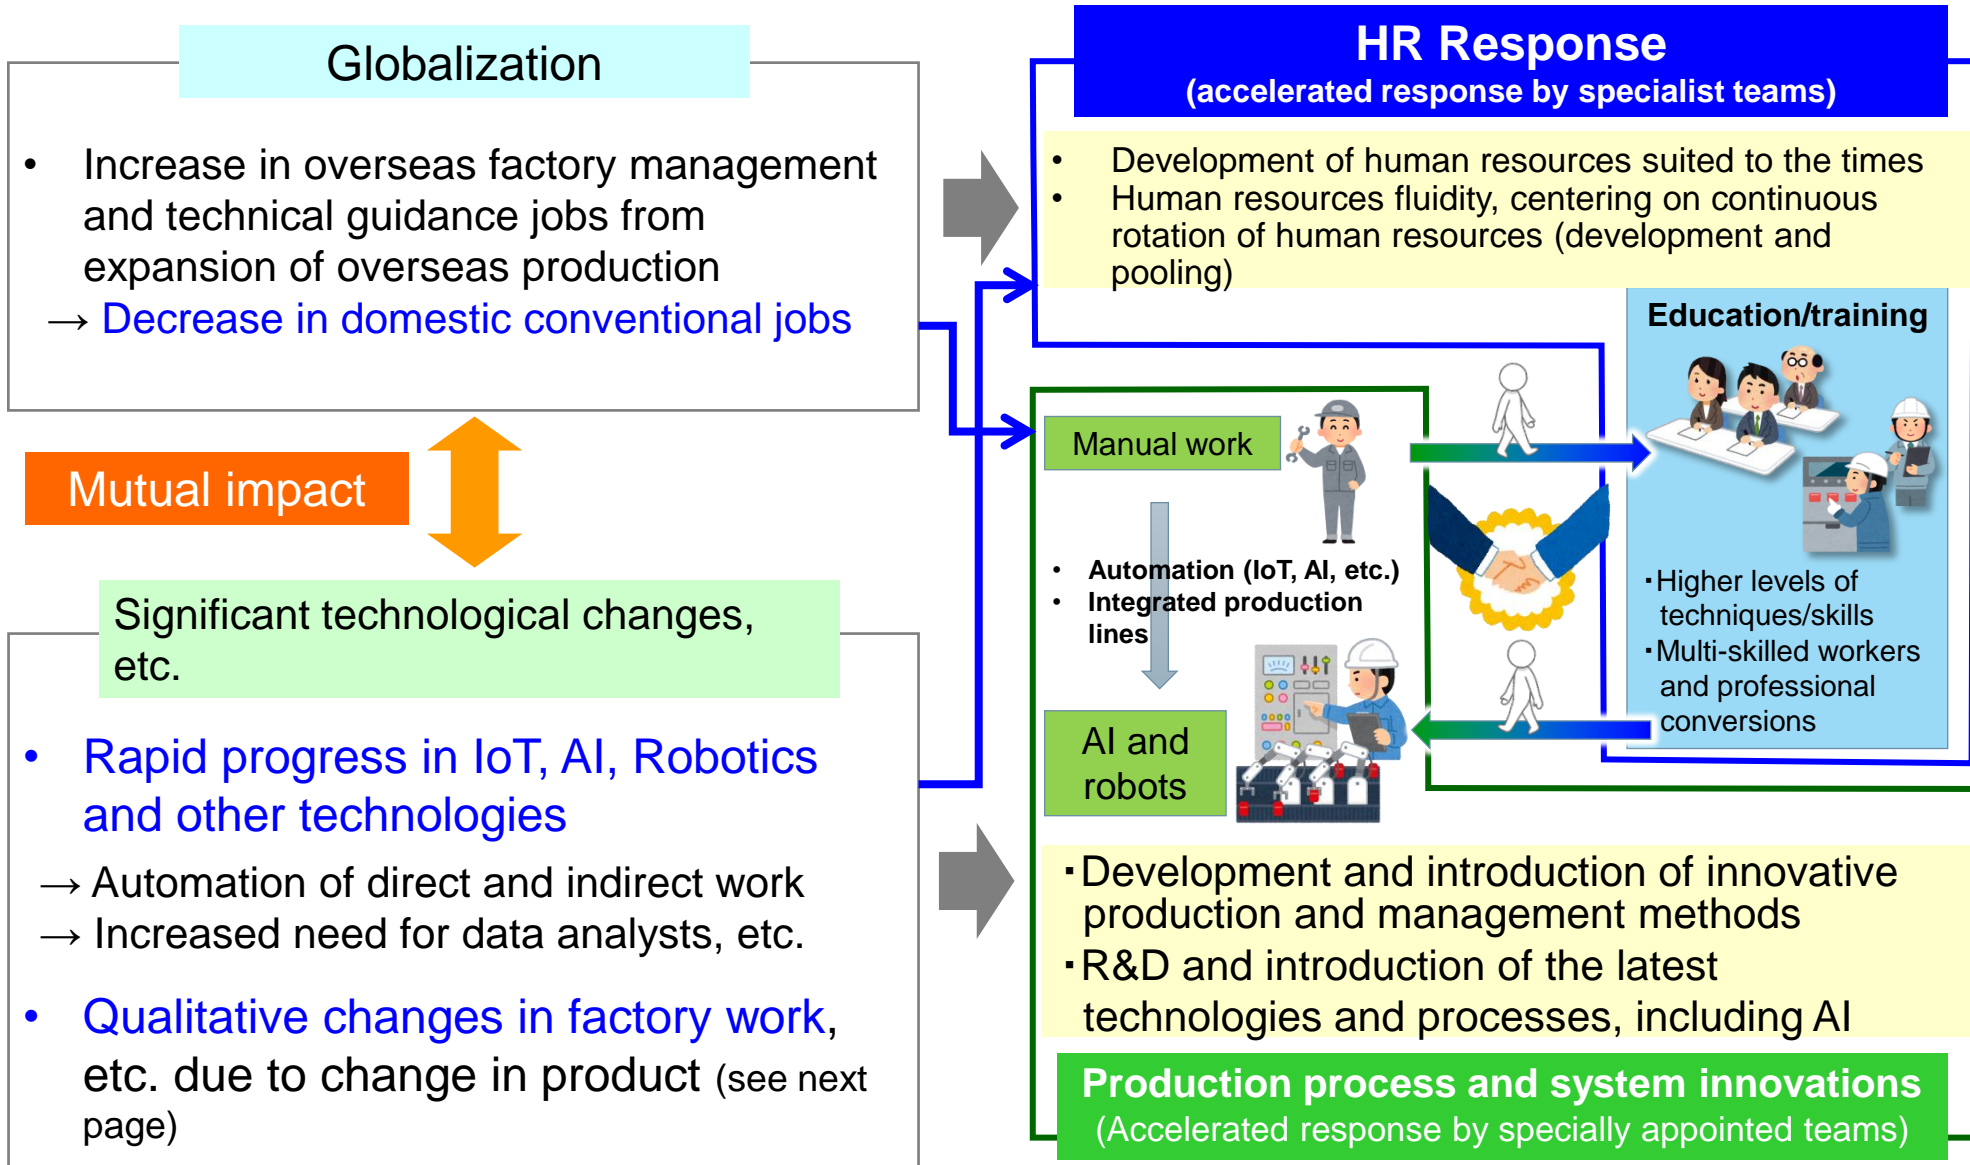 Globalization
• Increase in overseas factory management
and technical guidance jobs from
expansion of overseas production
→ Decrease in domestic conventional jobs
Mutual impact
Significant technological changes,
etc.
• Rapid progress in IoT, AI, Robotics
and other technologies
→ Automation of direct and indirect work
→ Increased need for data analysts, etc.
• Qualitative changes in factory work,
etc. due to change in product (see next
page)
HR Response
(accelerated response by specialist teams)
• Development of human resources suited to the times
• Human resources fluidity, centering on continuous
rotation of human resources (development and
pooling)
Education/training
・Higher levels of
techniques/skills
・Multi-skilled workers
and professional
conversions
Manual work
• Automation (IoT, AI, etc.)
• Integrated production
lines
AI and
robots
・Development and introduction of innovative
production and management methods
・R&D and introduction of the latest
technologies and processes, including AI
Production process and system innovations
(Accelerated response by specially appointed teams)